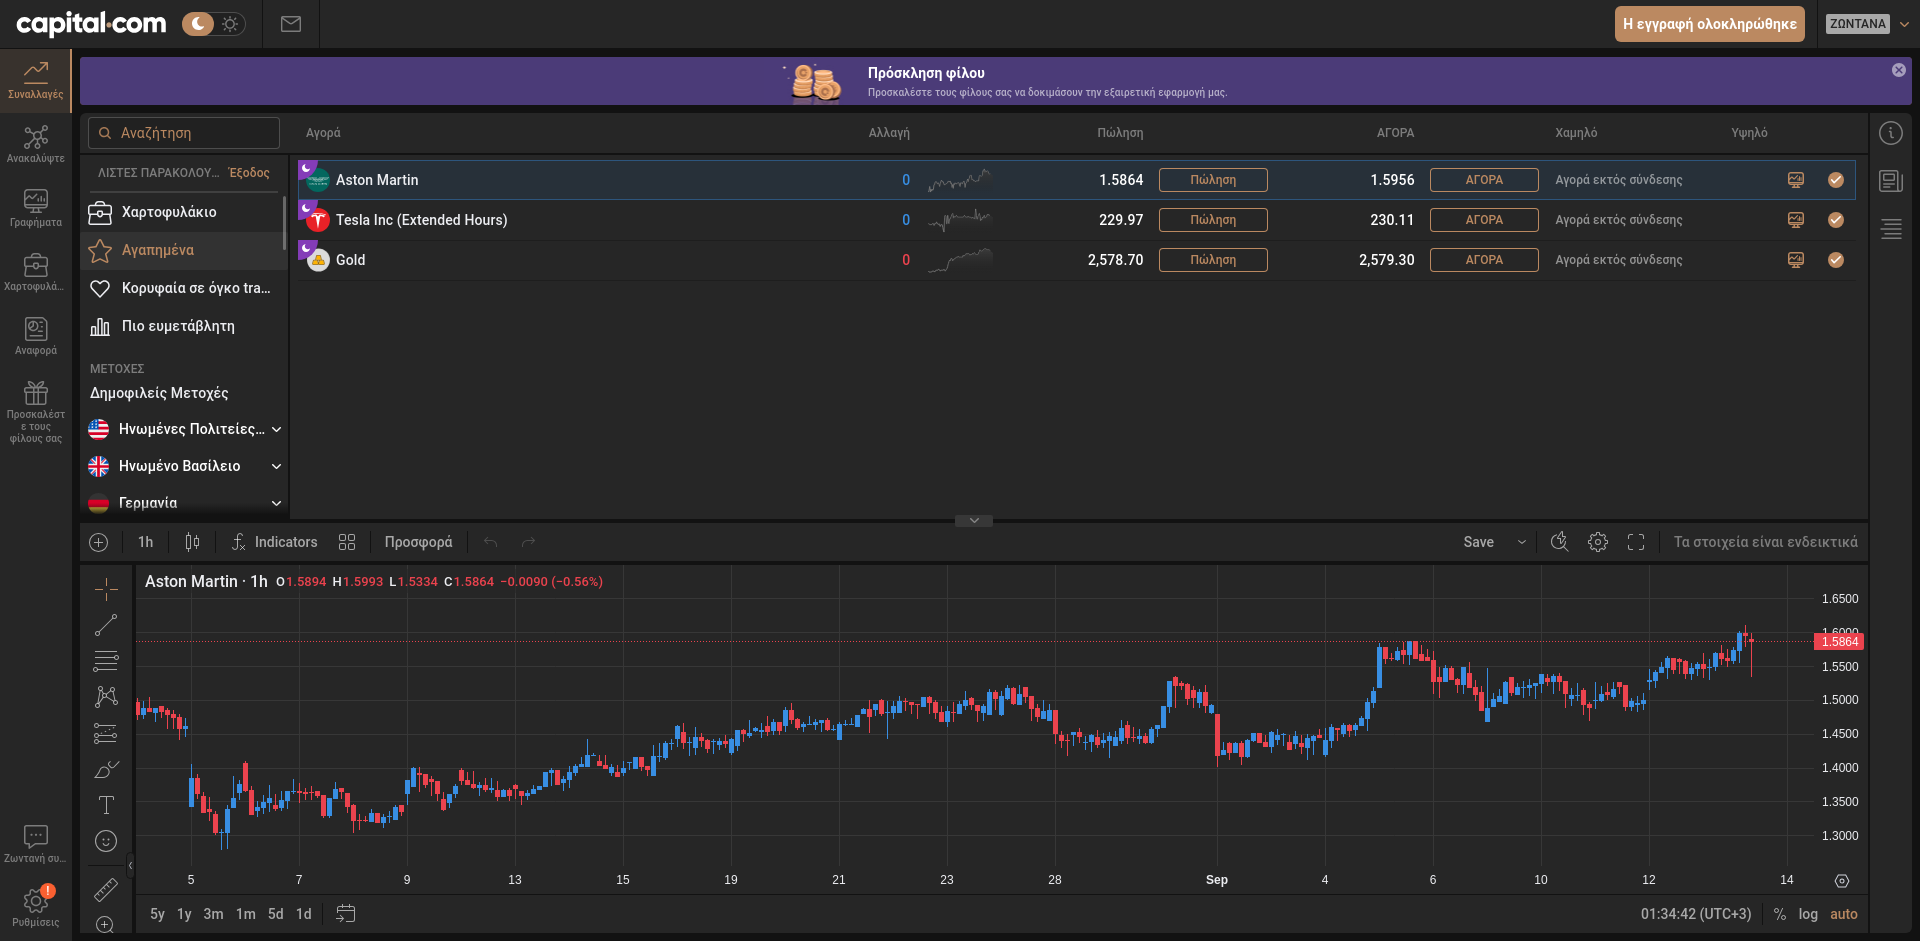 capital.com
Η εγγραφή ολοκληρώθηκε
ΖΩΝΤΑΝΑ
Συναλλαγές
Ανακαλύψτε
Γραφήματα
Χαρτοφυλά...
Αναφορά
Προσκαλέστ
ε τους
φίλους σας
Ζωντανή συ...
Ρυθμίσεις
Πρόσκληση φίλου
Προσκαλέστε τους φίλους σας να δοκιμάσουν την εξαιρετική εφαρμογή μας.
Αναζήτηση
Αγορά Αλλαγή Πώληση ΑΓΟΡΑ Χαμηλό Υψηλό
ΛΙΣΤΕΣ ΠΑΡΑΚΟΛΟΥ... Έξοδος
Χαρτοφυλάκιο
Αγαπημένα
Κορυφαία σε όγκο tra...
Πιο ευμετάβλητη
ΜΕΤΟΧΕΣ
Δημοφιλείς Μετοχές
Ηνωμένες Πολιτείες...
Ηνωμένο Βασίλειο
Γερμανία
Aston Martin 0 1.5864 Πώληση 1.5956 ΑΓΟΡΑ Αγορά εκτός σύνδεσης
Tesla Inc (Extended Hours) 0 229.97 Πώληση 230.11 ΑΓΟΡΑ Αγορά εκτός σύνδεσης
Gold 0 2,578.70 Πώληση 2,579.30 ΑΓΟΡΑ Αγορά εκτός σύνδεσης
1h Indicators Προσφορά Save Τα στοιχεία είναι ενδεικτικά
Aston Martin · 1h O1.5894 H1.5993 L1.5334 C1.5864 −0.0090 (−0.56%)
1.6500
1.6000
1.5864
1.5500
1.5000
1.4500
1.4000
1.3500
1.3000
5 7 9 13 15 19 21 23 28 Sep 4 6 10 12 14
5y 1y 3m 1m 5d 1d 01:34:42 (UTC+3) % log auto